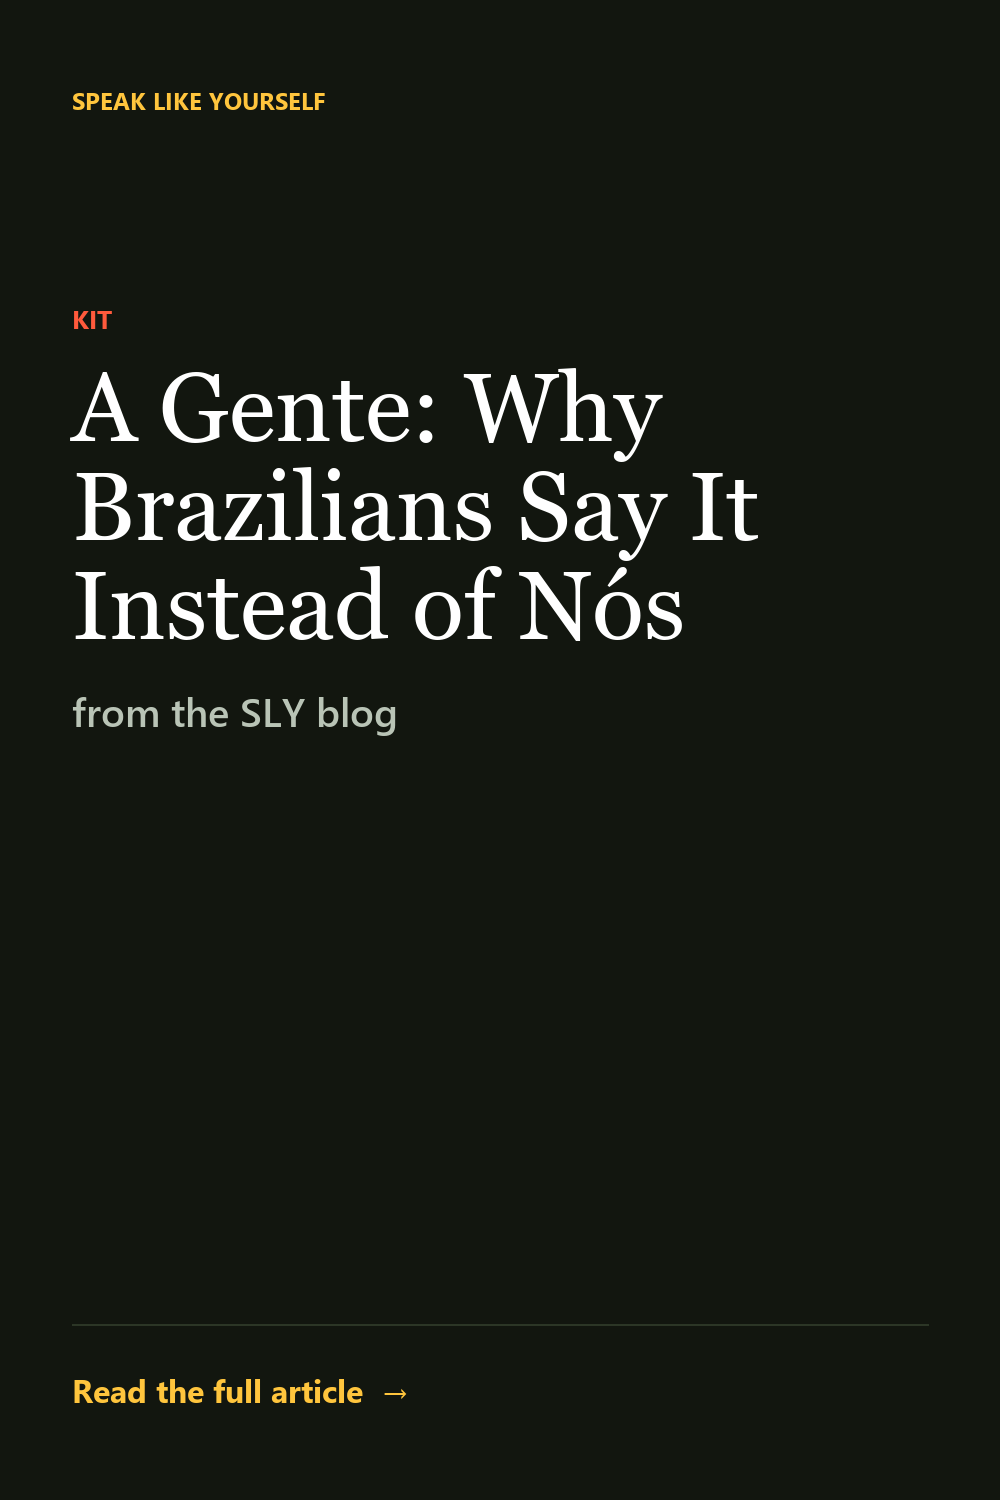 SPEAK LIKE YOURSELF
KIT
A Gente: Why
Brazilians Say It
Instead of Nós
from the SLY blog
Read the full article →